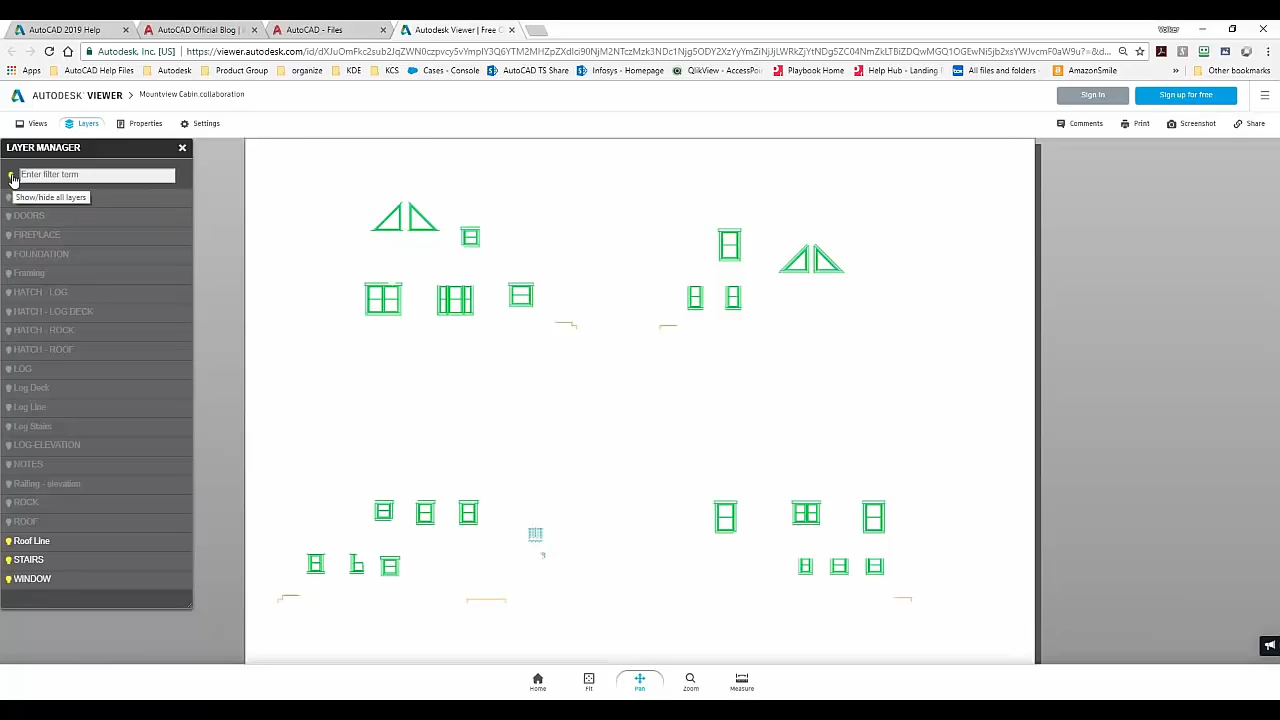 AutoCAD 2019 Help
AutoCAD Official Blog |
AutoCAD - Files
Autodesk Viewer | Free
Volker
Autodesk, Inc. [US]
Apps AutoCAD Help Files Autodesk Product Group organize KDE KCS Cases - Console AutoCAD TS Share Infosys - Homepage QlikView - AccessPo Playbook Home Help Hub - Landing All files and folders AmazonSmile » Other bookmarks
AUTODESK® VIEWER > Mountview Cabin.collaboration
Sign In
Sign up for free
Views Layers Properties Settings
Comments Print Screenshot Share
LAYER MANAGER
Enter filter term
Show/hide all layers
DOORS
FIREPLACE
FOUNDATION
Framing
HATCH - LOG
HATCH - LOG DECK
HATCH - ROCK
HATCH - ROOF
LOG
Log Deck
Log Line
Log Stairs
LOG-ELEVATION
NOTES
Railing - elevation
ROCK
ROOF
Roof Line
STAIRS
WINDOW
Home Fit Pan Zoom Measure